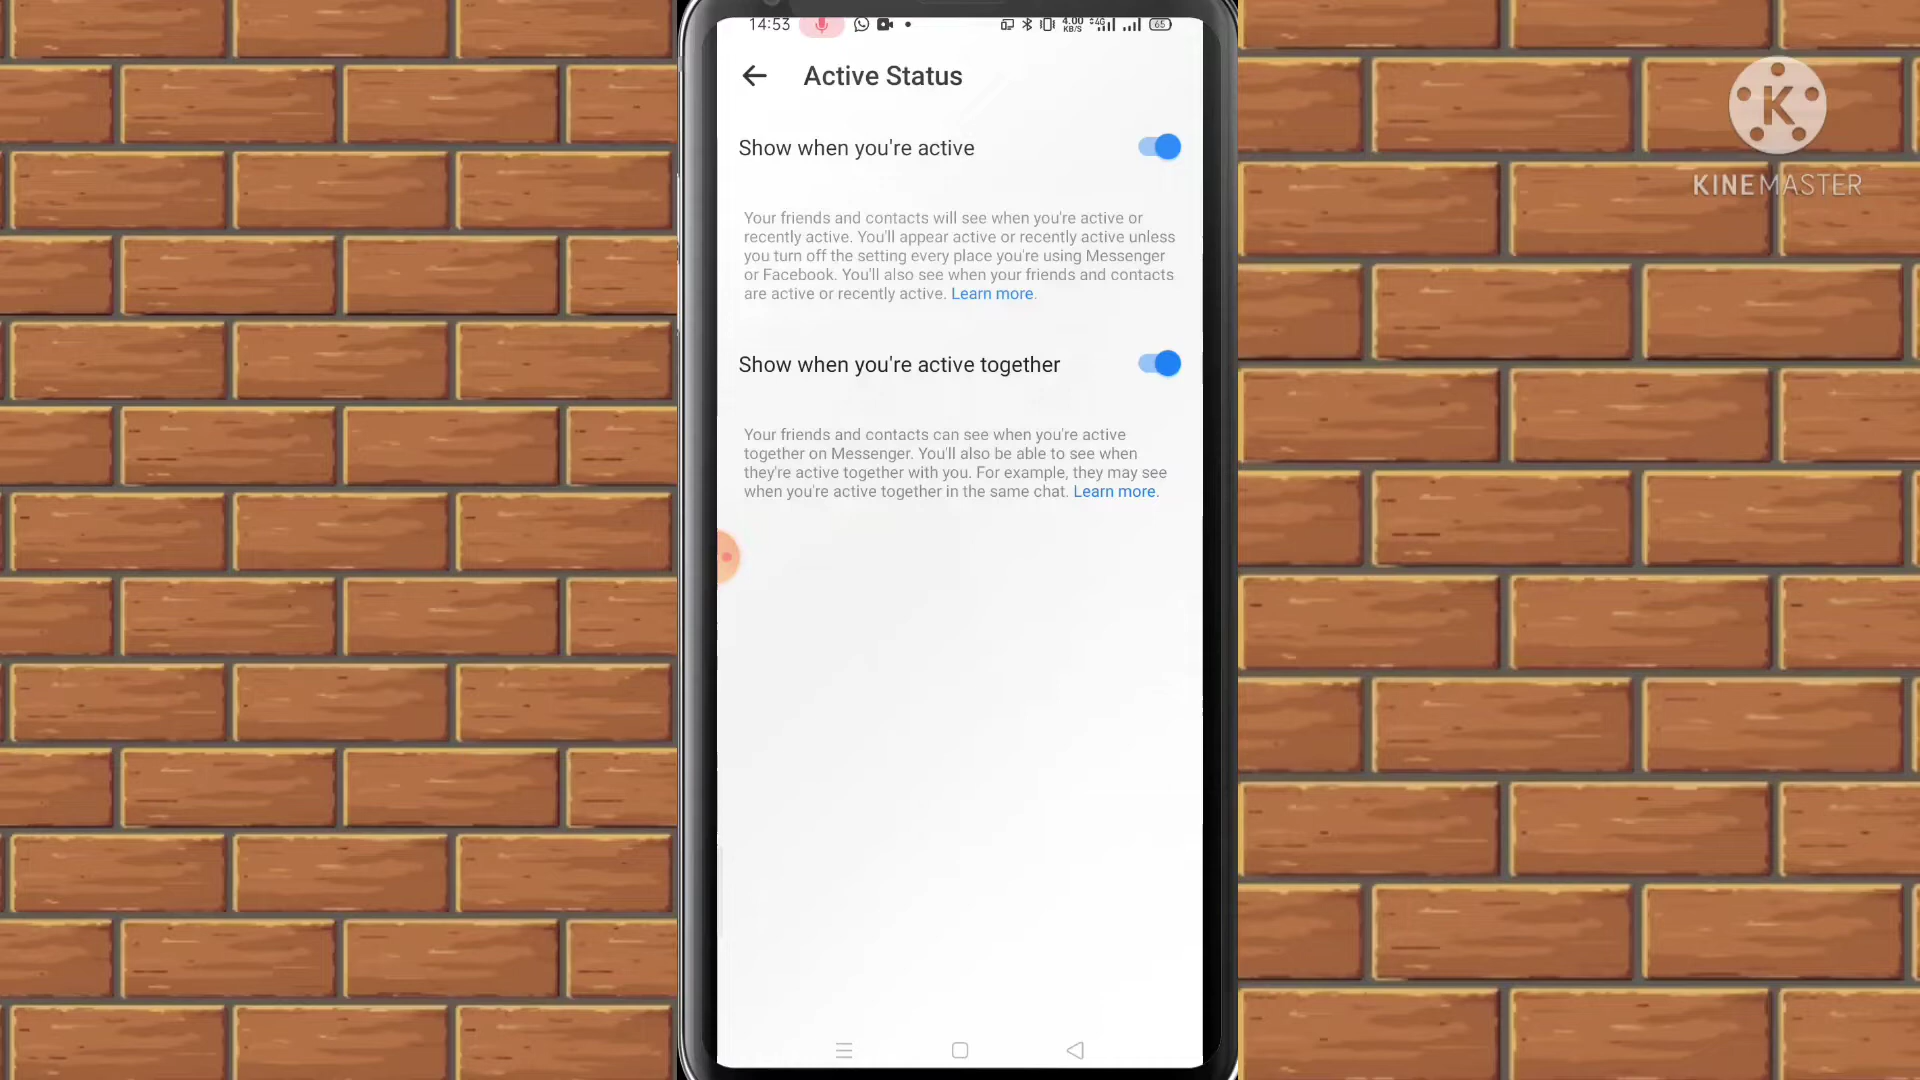 14:53
4.00
KB/S
4G
65
Active Status
Show when you're active
Your friends and contacts will see when you're active or
recently active. You'll appear active or recently active unless
you turn off the setting every place you're using Messenger
or Facebook. You'll also see when your friends and contacts
are active or recently active. Learn more.
Show when you're active together
Your friends and contacts can see when you're active
together on Messenger. You'll also be able to see when
they're active together with you. For example, they may see
when you're active together in the same chat. Learn more.
K
KINEMASTER